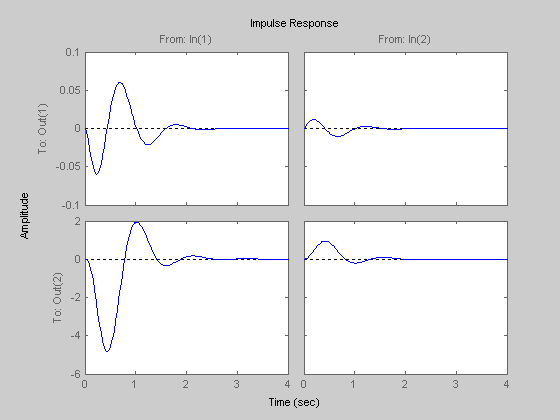 Impulse Response
From: In(1) From: In(2)
0.1
0.05
0
-0.05
-0.1
To: Out(1)
Amplitude
2
0
-2
-4
-6
To: Out(2)
0 1 2 3 4 0 1 2 3 4
Time (sec)